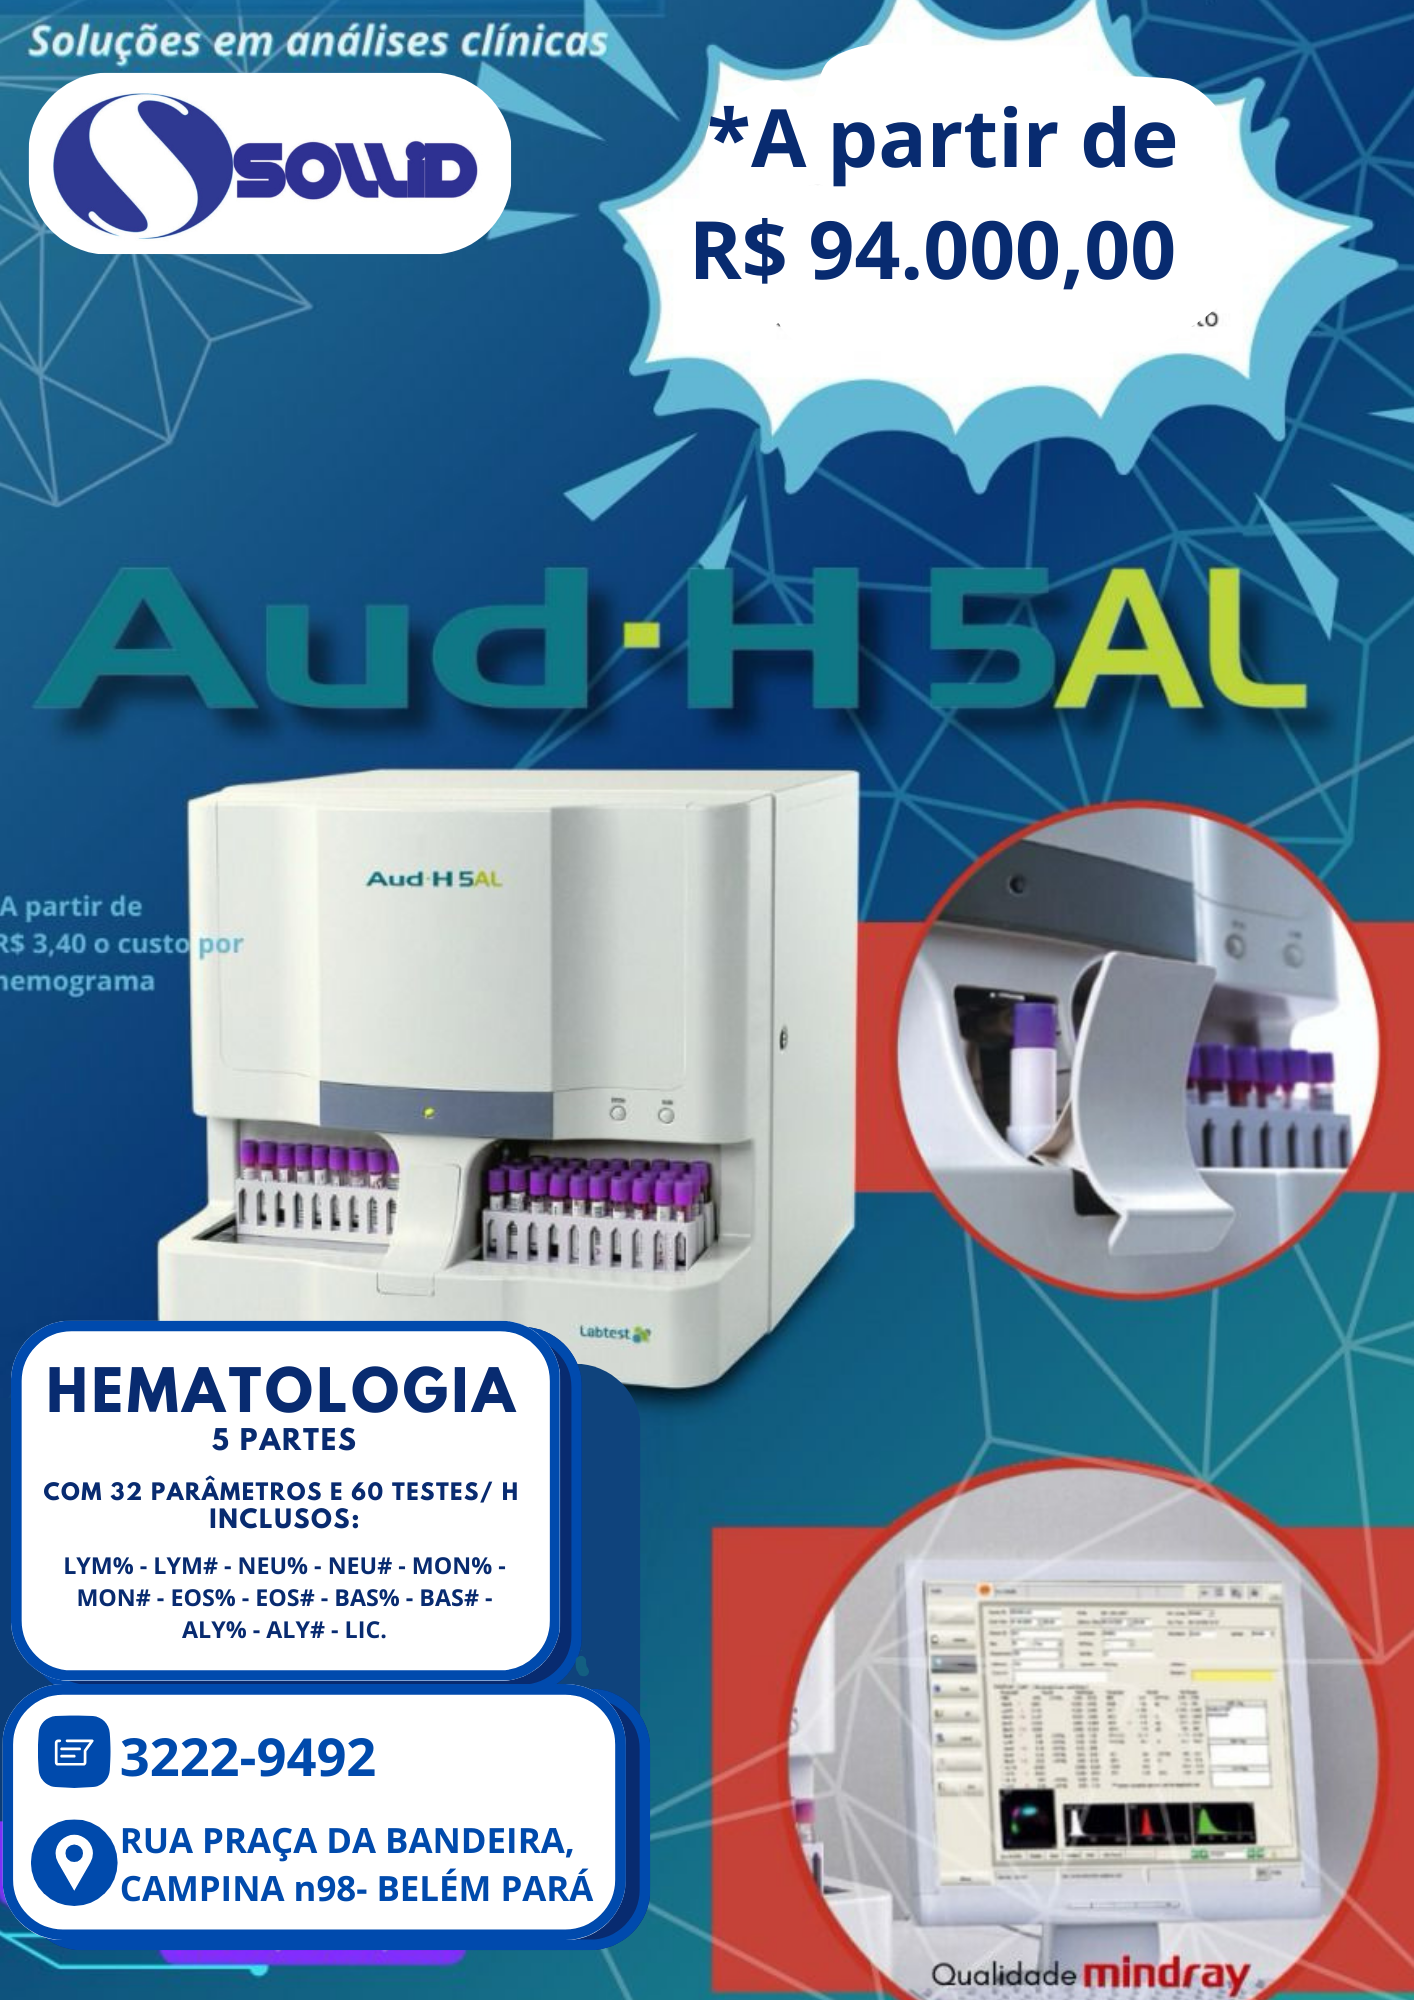 Soluções em análises clínicas
SOLLID
*A partir de
R$ 94.000,00
Aud·H 5AL
Aud·H 5AL
A partir de
R$ 3,40 o custo por
hemograma
Labtest
HEMATOLOGIA
5 PARTES
COM 32 PARÂMETROS E 60 TESTES/ H
INCLUSOS:
LYM% - LYM# - NEU% - NEU# - MON% -
MON# - EOS% - EOS# - BAS% - BAS# -
ALY% - ALY# - LIC.
3222-9492
RUA PRAÇA DA BANDEIRA,
CAMPINA n98- BELÉM PARÁ
Qualidade mindray